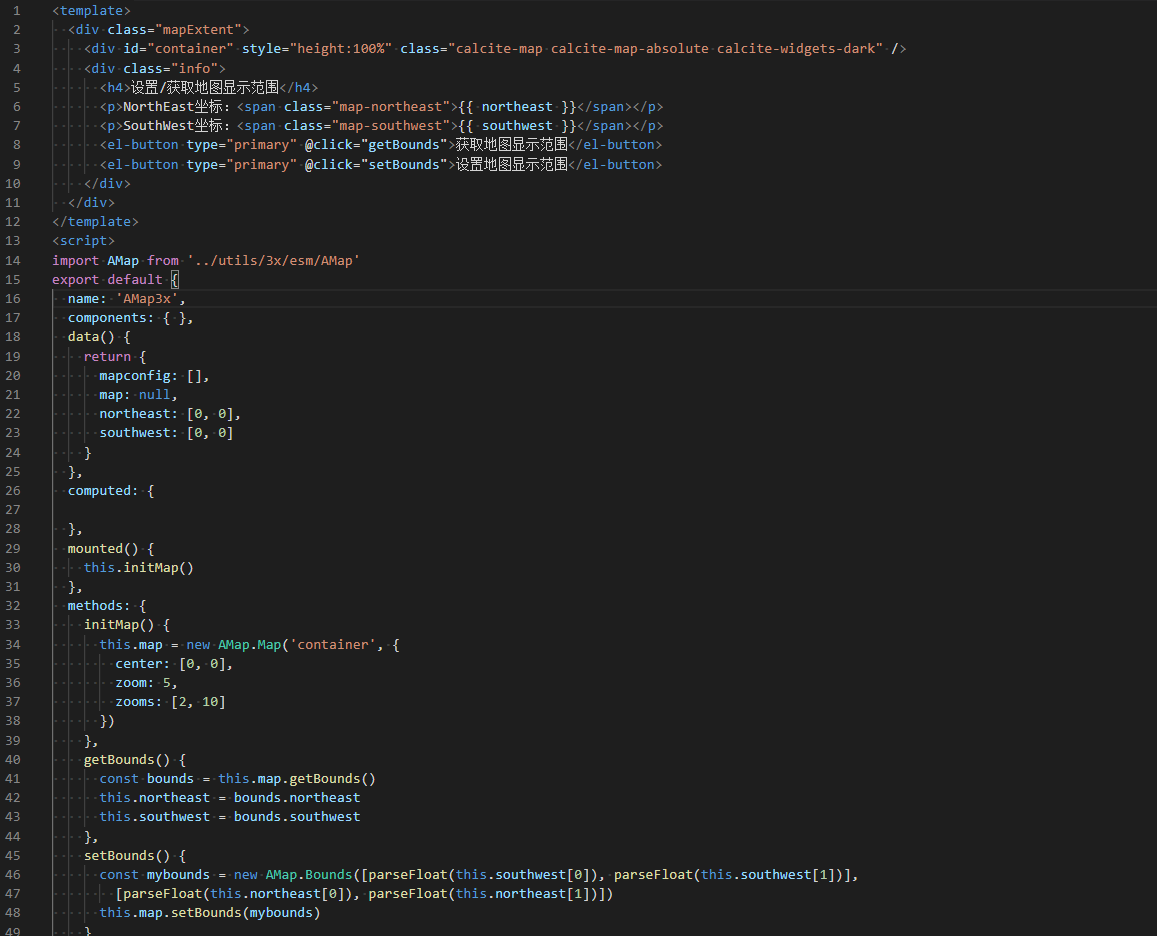 1 <template>
2   <div class="mapExtent">
3     <div id="container" style="height:100%" class="calcite-map calcite-map-absolute calcite-widgets-dark" />
4     <div class="info">
5       <h4>设置/获取地图显示范围</h4>
6       <p>NorthEast坐标：<span class="map-northeast">{{ northeast }}</span></p>
7       <p>SouthWest坐标：<span class="map-southwest">{{ southwest }}</span></p>
8       <el-button type="primary" @click="getBounds">获取地图显示范围</el-button>
9       <el-button type="primary" @click="setBounds">设置地图显示范围</el-button>
10     </div>
11   </div>
12 </template>
13 <script>
14 import AMap from '../utils/3x/esm/AMap'
15 export default {
16   name: 'AMap3x',
17   components: { },
18   data() {
19     return {
20       mapconfig: [],
21       map: null,
22       northeast: [0, 0],
23       southwest: [0, 0]
24     }
25   },
26   computed: {
27
28   },
29   mounted() {
30     this.initMap()
31   },
32   methods: {
33     initMap() {
34       this.map = new AMap.Map('container', {
35         center: [0, 0],
36         zoom: 5,
37         zooms: [2, 10]
38       })
39     },
40     getBounds() {
41       const bounds = this.map.getBounds()
42       this.northeast = bounds.northeast
43       this.southwest = bounds.southwest
44     },
45     setBounds() {
46       const mybounds = new AMap.Bounds([parseFloat(this.southwest[0]), parseFloat(this.southwest[1])],
47         [parseFloat(this.northeast[0]), parseFloat(this.northeast[1])])
48       this.map.setBounds(mybounds)
49     }